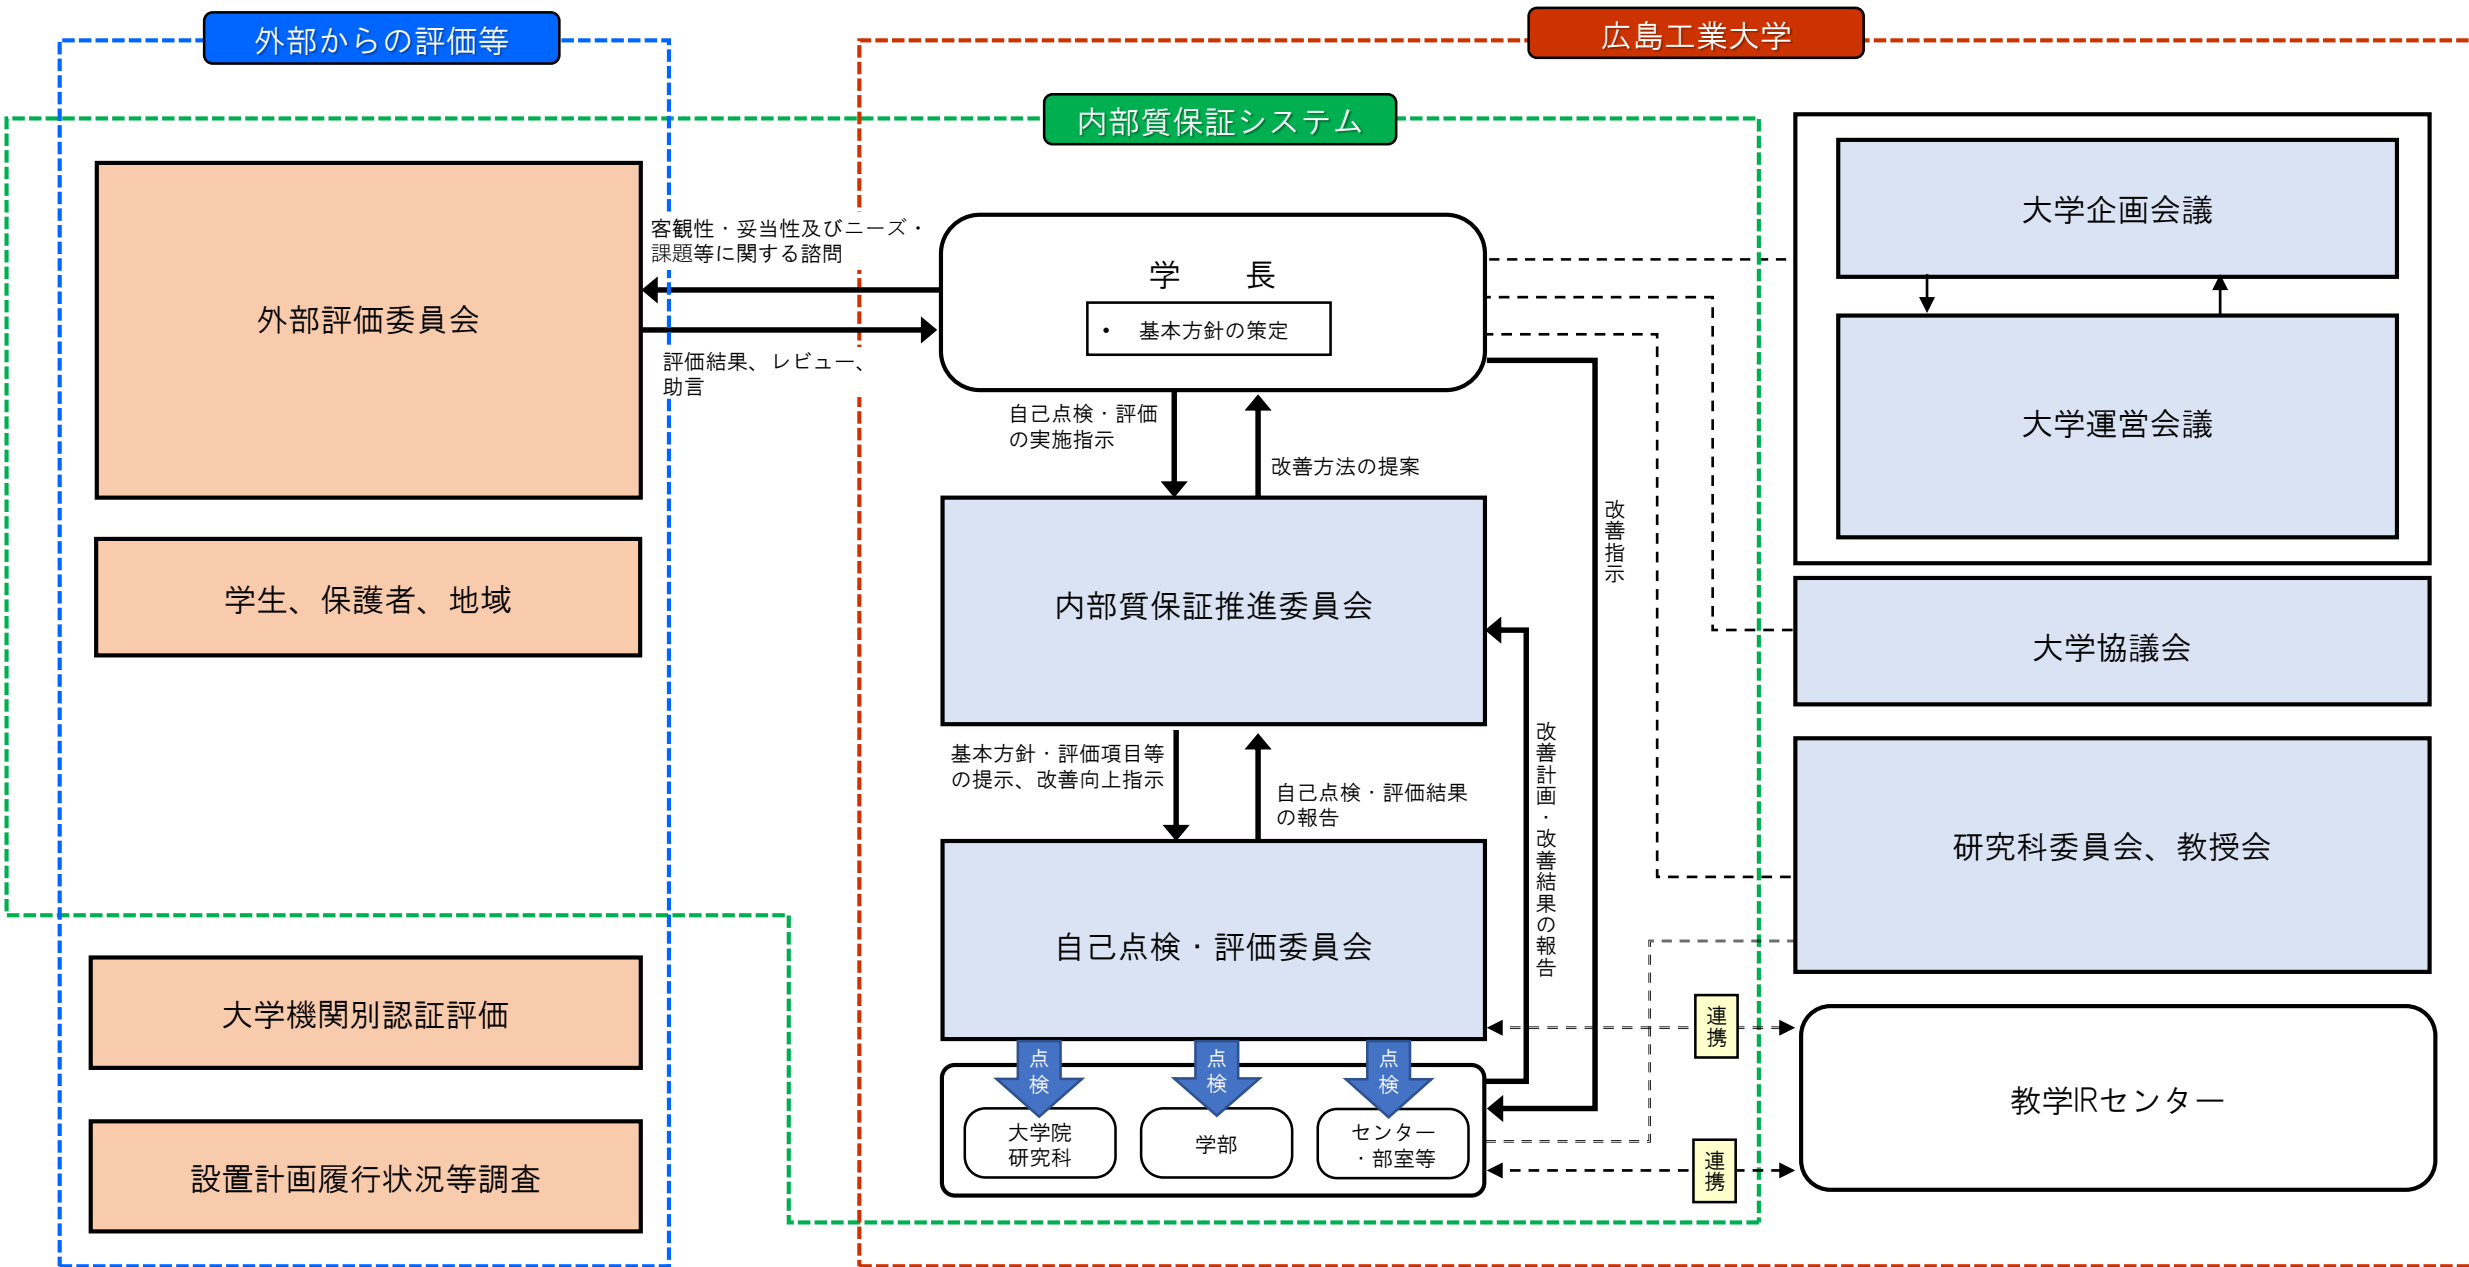 外部からの評価等
広島工業大学
内部質保証システム
外部評価委員会
学生、保護者、地域
大学機関別認証評価
設置計画履行状況等調査
客観性・妥当性及びニーズ・
課題等に関する諮問
評価結果、レビュー、
助言
学　　長
• 基本方針の策定
自己点検・評価
の実施指示
改善方法の提案
内部質保証推進委員会
基本方針・評価項目等
の提示、改善向上指示
自己点検・評価結果
の報告
自己点検・評価委員会
点検
点検
点検
大学院
研究科
学部
センター
・部室等
改善指示
改善計画・改善結果の報告
大学企画会議
大学運営会議
大学協議会
研究科委員会、教授会
連携
教学IRセンター
連携